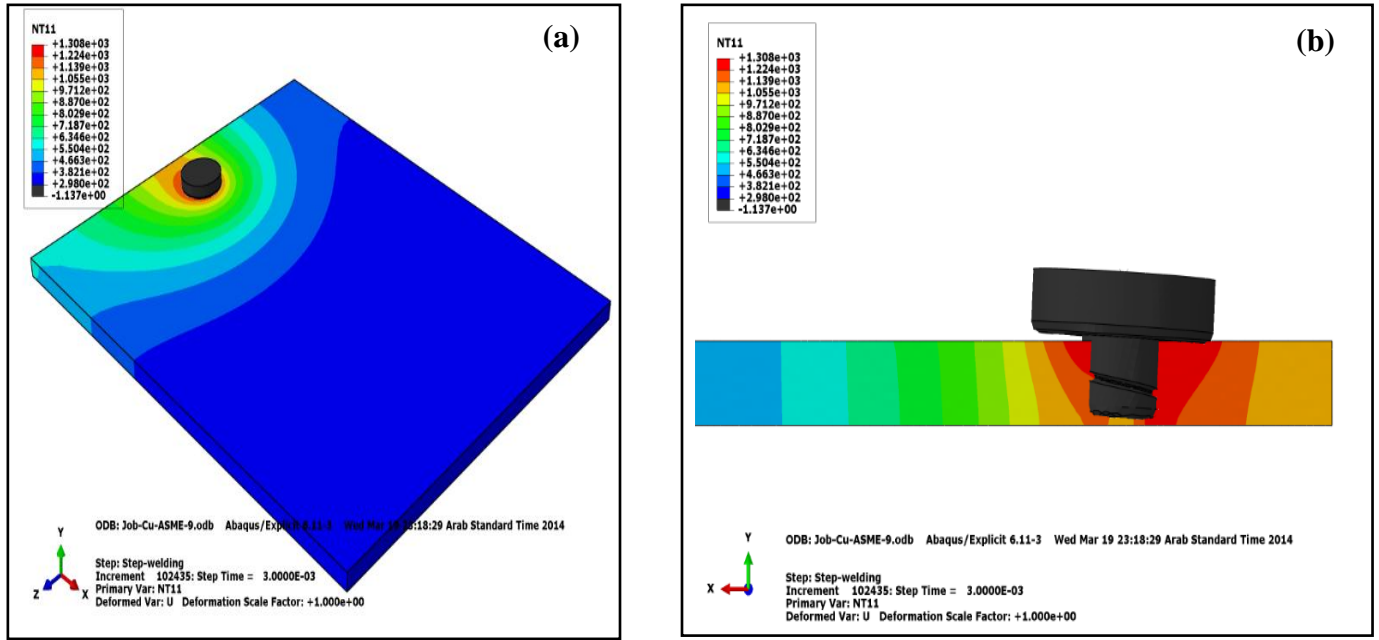 NT11
+1.308e+03
+1.224e+03
+1.139e+03
+1.055e+03
+9.712e+02
+8.870e+02
+8.029e+02
+7.187e+02
+6.346e+02
+5.504e+02
+4.663e+02
+3.821e+02
+2.980e+02
-1.137e+00
(a)
ODB: Job-Cu-ASME-9.odb Abaqus/Explicit 6.11-3 Wed Mar 19 23:18:29 Arab Standard Time 2014
Y
Z
X
Step: Step-welding
Increment 102435: Step Time = 3.0000E-03
Primary Var: NT11
Deformed Var: U Deformation Scale Factor: +1.000e+00
NT11
+1.308e+03
+1.224e+03
+1.139e+03
+1.055e+03
+9.712e+02
+8.870e+02
+8.029e+02
+7.187e+02
+6.346e+02
+5.504e+02
+4.663e+02
+3.821e+02
+2.980e+02
-1.137e+00
(b)
ODB: Job-Cu-ASME-9.odb Abaqus/Explicit 6.11-3 Wed Mar 19 23:18:29 Arab Standard Time 2014
Y
X
Step: Step-welding
Increment 102435: Step Time = 3.0000E-03
Primary Var: NT11
Deformed Var: U Deformation Scale Factor: +1.000e+00